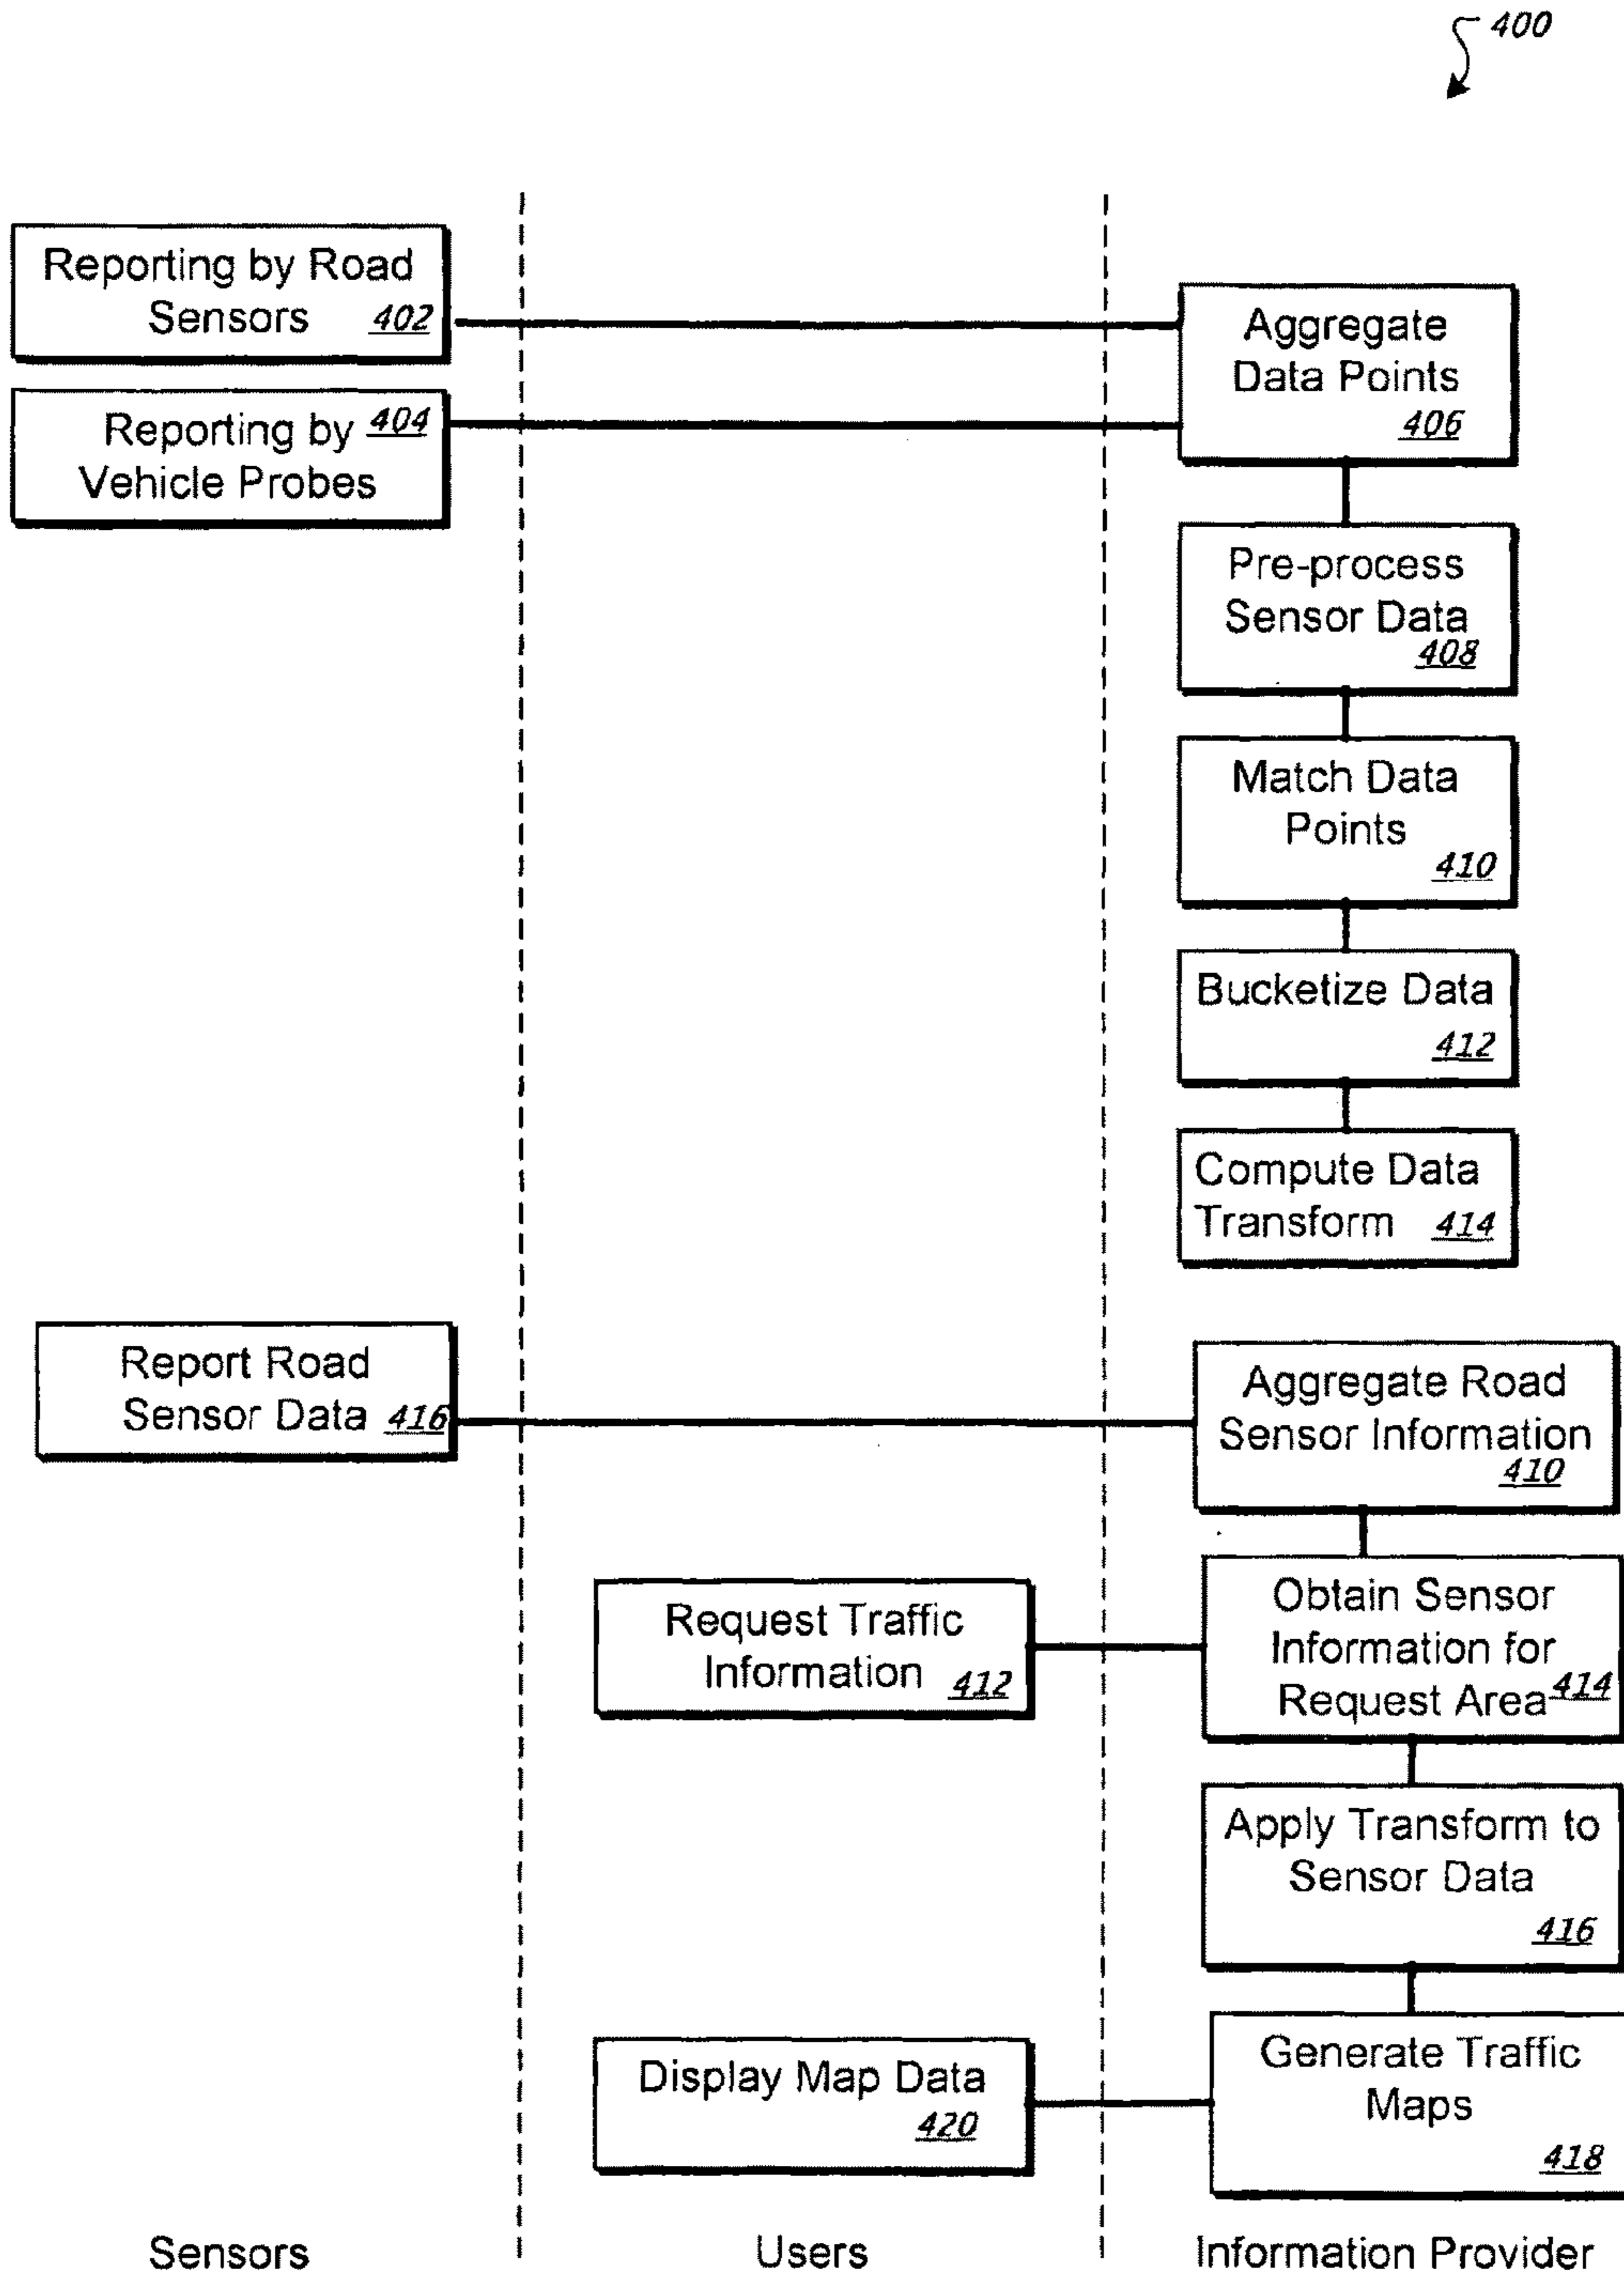 400
Reporting by Road
Sensors 402
Reporting by 404
Vehicle Probes
Aggregate
Data Points
406
Pre-process
Sensor Data
408
Match Data
Points
410
Bucketize Data
412
Compute Data
Transform 414
Report Road
Sensor Data 416
Aggregate Road
Sensor Information
410
Request Traffic
Information 412
Obtain Sensor
Information for
Request Area 414
Apply Transform to
Sensor Data
416
Display Map Data
420
Generate Traffic
Maps
418
Sensors
Users
Information Provider